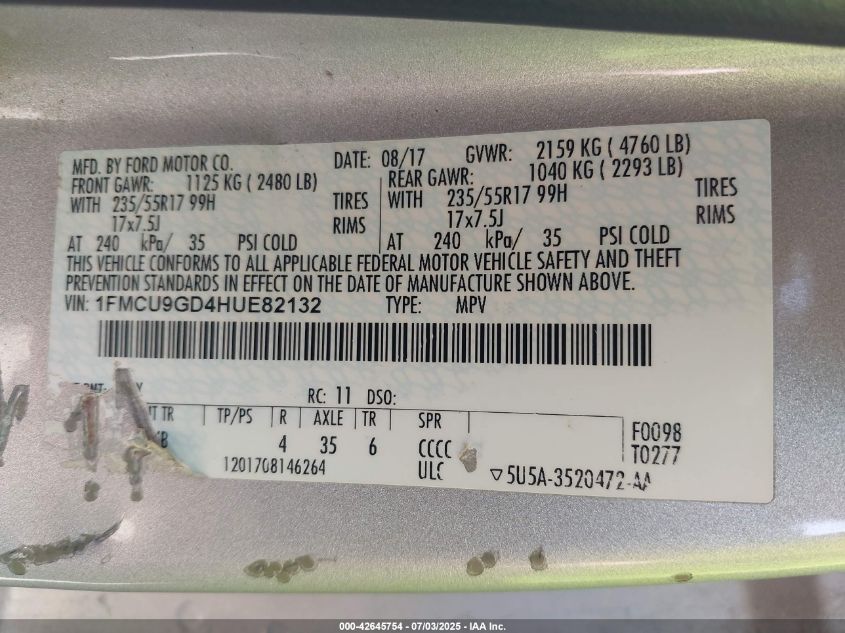 MFD. BY FORD MOTOR CO. DATE: 08/17 GVWR: 2159 KG ( 4760 LB)
FRONT GAWR: 1125 KG ( 2480 LB) REAR GAWR: 1040 KG ( 2293 LB)
WITH 235/55R17 99H TIRES WITH 235/55R17 99H TIRES
17x7.5J RIMS 17x7.5J RIMS
AT 240 kPa/ 35 PSI COLD AT 240 kPa/ 35 PSI COLD
THIS VEHICLE CONFORMS TO ALL APPLICABLE FEDERAL MOTOR VEHICLE SAFETY AND THEFT
PREVENTION STANDARDS IN EFFECT ON THE DATE OF MANUFACTURE SHOWN ABOVE.
VIN: 1FMCU9GD4HUE82132 TYPE: MPV
RC: 11 DSO:
TR TP/PS R AXLE TR SPR F0098
4 35 6 CCCC T0277
1201708146264 ULC ▽5U5A-3520472-AA
000-42645754 - 07/03/2025 - IAA Inc.